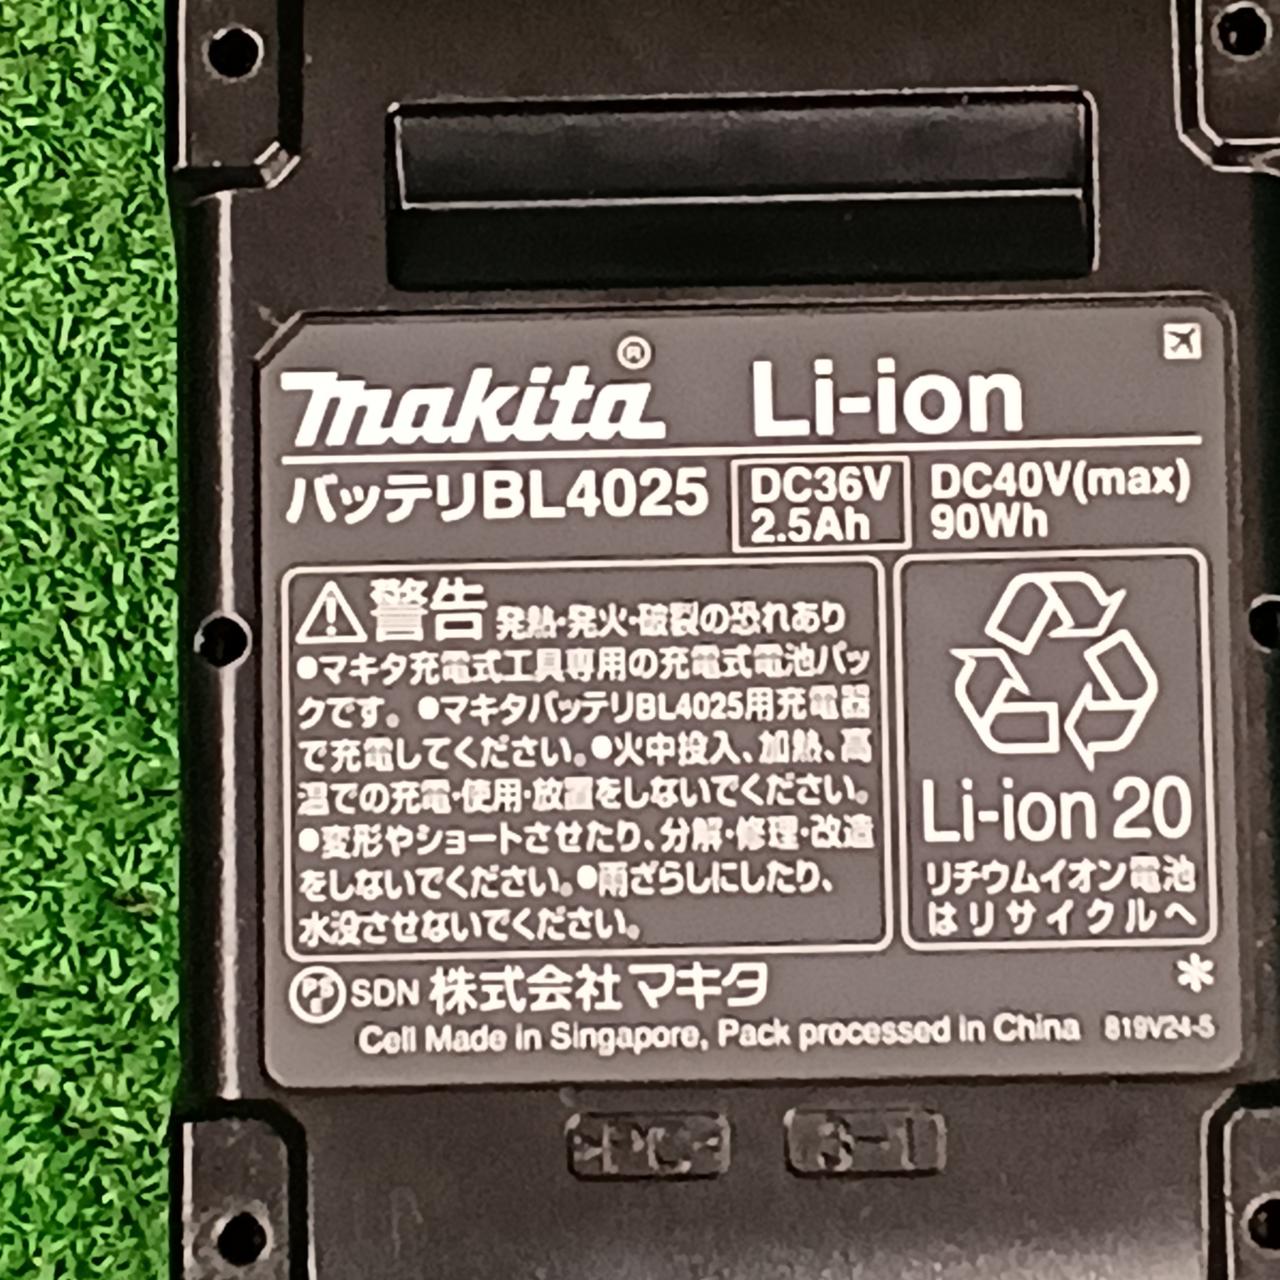 makita® Li-ion
バッテリBL4025 DC36V 2.5Ah DC40V(max) 90Wh
警告 発熱・発火・破裂の恐れあり
●マキタ充電式工具専用の充電式電池パッ
クです。●マキタバッテリBL4025用充電器
で充電してください。●火中投入、加熱、高
温での充電・使用・放置をしないでください。
●変形やショートさせたり、分解・修理・改造
をしないでください。●雨ざらしにしたり、
水没させないでください。
Li-ion 20
リチウムイオン電池
はリサイクルへ
PSE SDN 株式会社マキタ
*
Cell Made in Singapore, Pack processed in China 819V24-5
>PC<
3-1